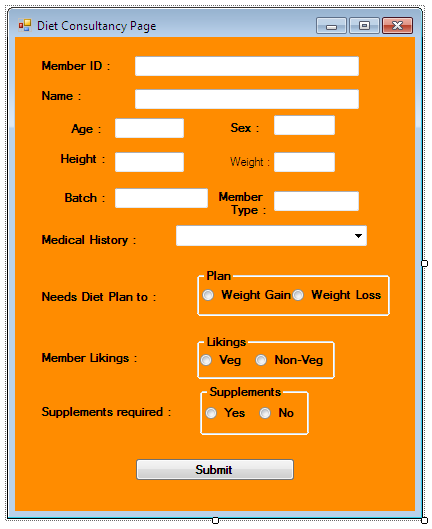 Diet Consultancy Page
Member ID :
Name :
Age :
Sex :
Height :
Weight :
Batch :
Member
Type :
Medical History :
Plan
Needs Diet Plan to :
Weight Gain
Weight Loss
Likings
Member Likings :
Veg
Non-Veg
Supplements
Supplements required :
Yes
No
Submit